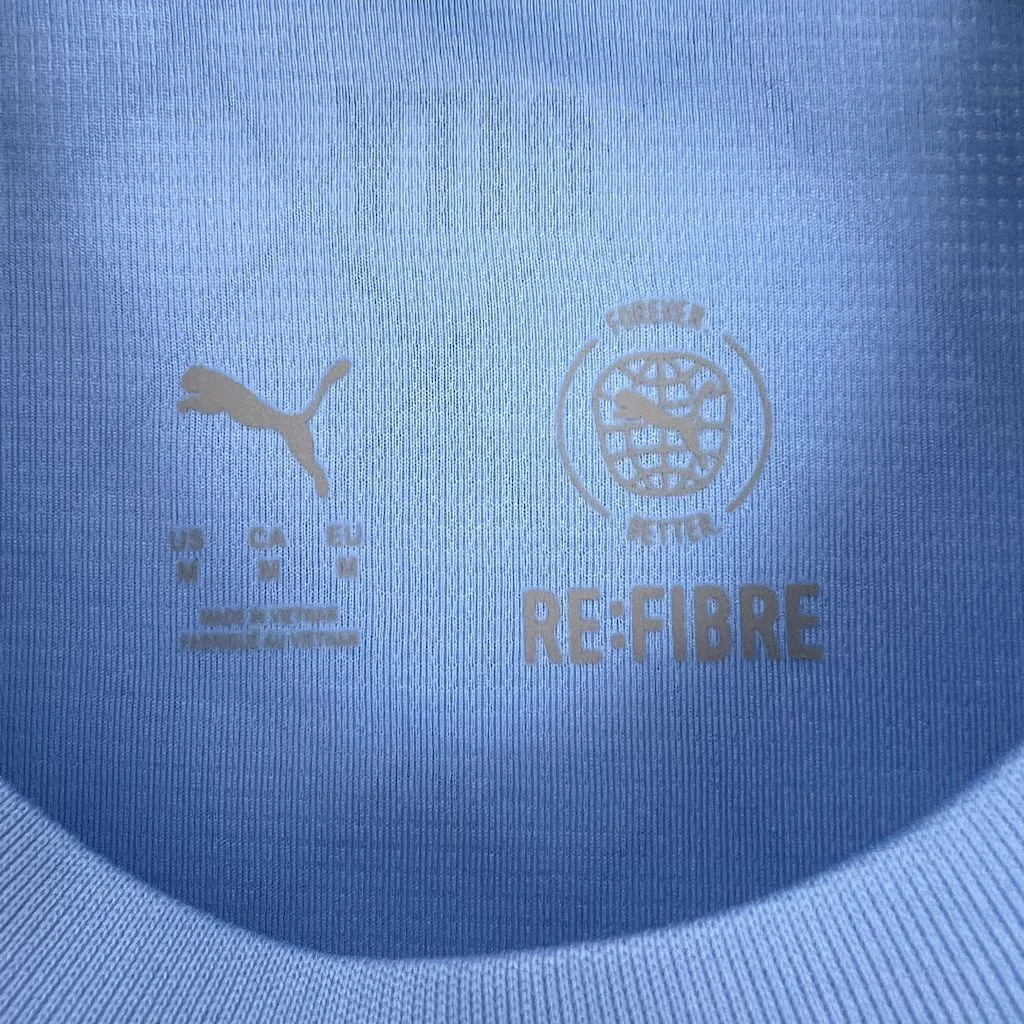 US CA EU
M M M
MADE IN VIETNAM
FABRIQUÉ AU VIETNAM
FOREVER.
BETTER.
RE:FIBRE